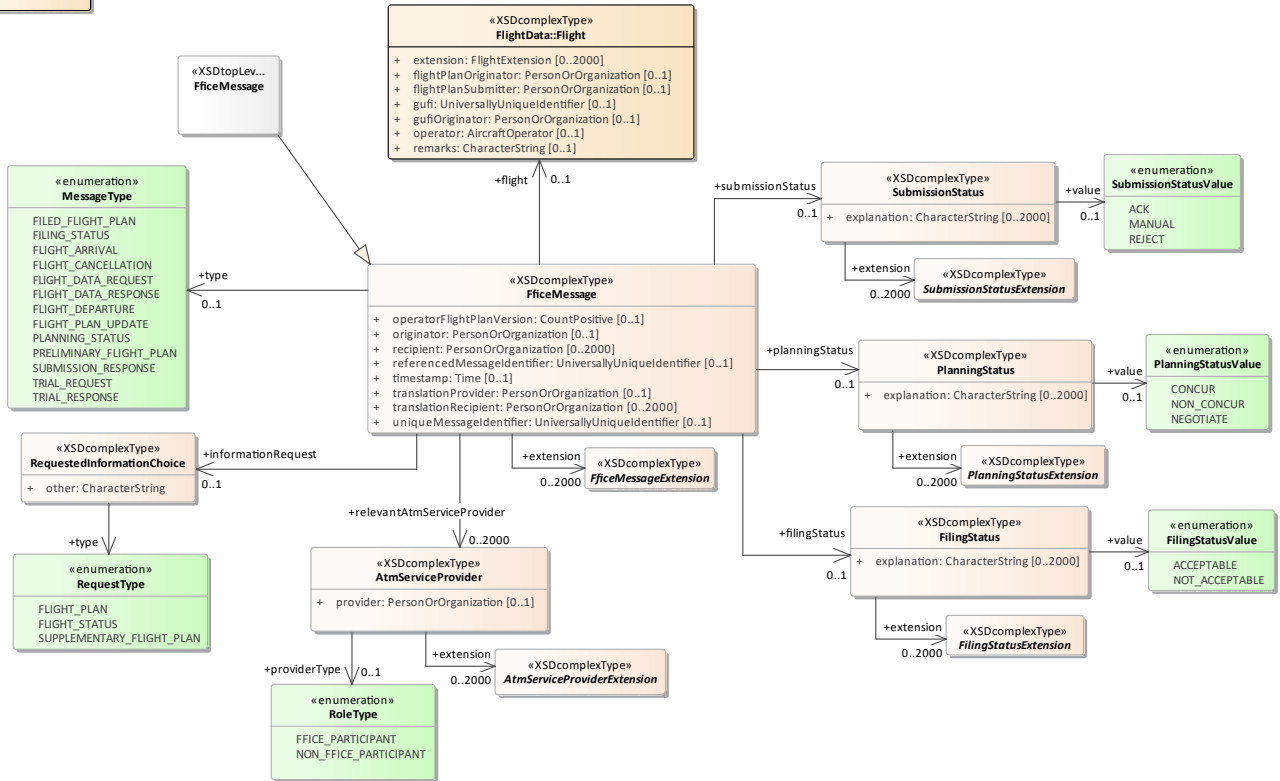 «XSDcomplexType»
FlightData::Flight
+ extension: FlightExtension [0..2000]
+ flightPlanOriginator: PersonOrOrganization [0..1]
+ flightPlanSubmitter: PersonOrOrganization [0..1]
+ gufi: UniversallyUniqueIdentifier [0..1]
+ gufiOriginator: PersonOrOrganization [0..1]
+ operator: AircraftOperator [0..1]
+ remarks: CharacterString [0..1]
«XSDtopLev...
FficeMessage
+flight
0..1
«enumeration»
MessageType
FILED_FLIGHT_PLAN
FILING_STATUS
FLIGHT_ARRIVAL
FLIGHT_CANCELLATION
FLIGHT_DATA_REQUEST
FLIGHT_DATA_RESPONSE
FLIGHT_DEPARTURE
FLIGHT_PLAN_UPDATE
PLANNING_STATUS
PRELIMINARY_FLIGHT_PLAN
SUBMISSION_RESPONSE
TRIAL_REQUEST
TRIAL_RESPONSE
+type
0..1
«XSDcomplexType»
FficeMessage
+ operatorFlightPlanVersion: CountPositive [0..1]
+ originator: PersonOrOrganization [0..1]
+ recipient: PersonOrOrganization [0..2000]
+ referencedMessageIdentifier: UniversallyUniqueIdentifier [0..1]
+ timestamp: Time [0..1]
+ translationProvider: PersonOrOrganization [0..1]
+ translationRecipient: PersonOrOrganization [0..2000]
+ uniqueMessageIdentifier: UniversallyUniqueIdentifier [0..1]
+submissionStatus
0..1
«XSDcomplexType»
SubmissionStatus
+ explanation: CharacterString [0..2000]
+value
0..1
«enumeration»
SubmissionStatusValue
ACK
MANUAL
REJECT
+extension
0..2000
«XSDcomplexType»
SubmissionStatusExtension
+planningStatus
0..1
«XSDcomplexType»
PlanningStatus
+ explanation: CharacterString [0..2000]
+value
0..1
«enumeration»
PlanningStatusValue
CONCUR
NON_CONCUR
NEGOTIATE
+extension
0..2000
«XSDcomplexType»
PlanningStatusExtension
+filingStatus
0..1
«XSDcomplexType»
FilingStatus
+ explanation: CharacterString [0..2000]
+value
0..1
«enumeration»
FilingStatusValue
ACCEPTABLE
NOT_ACCEPTABLE
+extension
0..2000
«XSDcomplexType»
FilingStatusExtension
«XSDcomplexType»
RequestedInformationChoice
+ other: CharacterString
+informationRequest
0..1
+type
«enumeration»
RequestType
FLIGHT_PLAN
FLIGHT_STATUS
SUPPLEMENTARY_FLIGHT_PLAN
+extension
0..2000
«XSDcomplexType»
FficeMessageExtension
+relevantAtmServiceProvider
0..2000
«XSDcomplexType»
AtmServiceProvider
+ provider: PersonOrOrganization [0..1]
+extension
0..2000
«XSDcomplexType»
AtmServiceProviderExtension
+providerType
0..1
«enumeration»
RoleType
FFICE_PARTICIPANT
NON_FFICE_PARTICIPANT